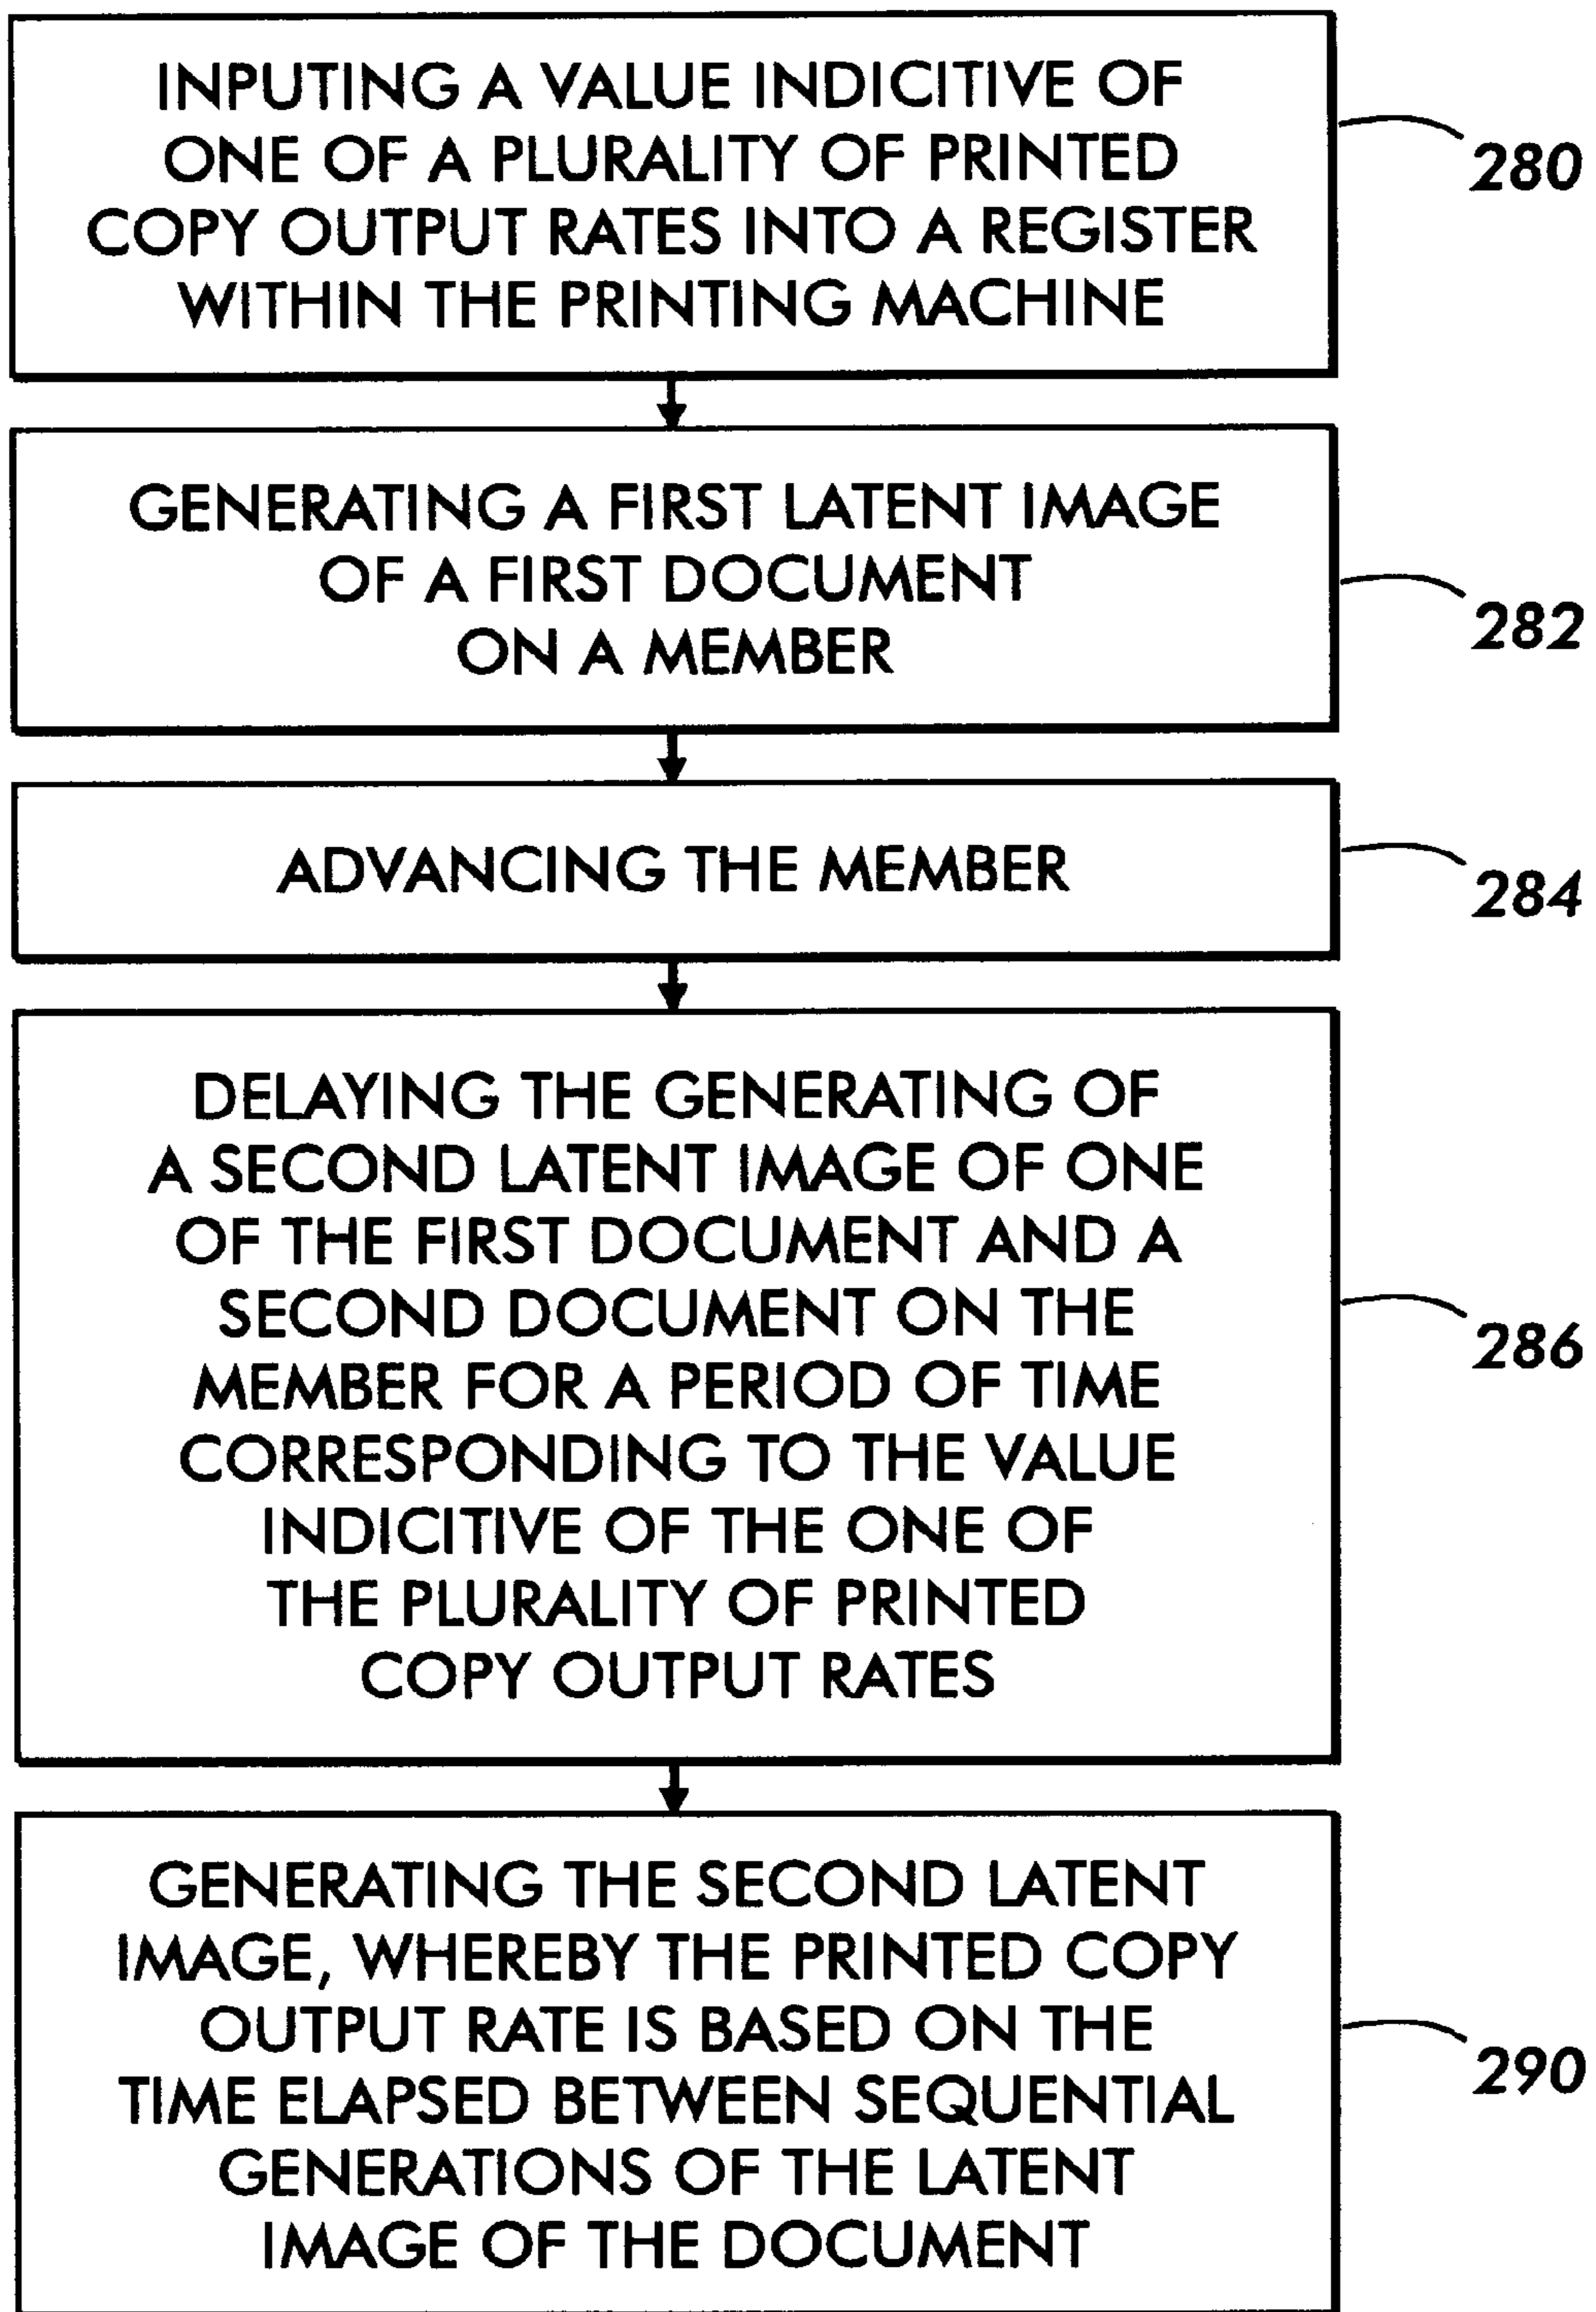 INPUTING A VALUE INDICITIVE OF
ONE OF A PLURALITY OF PRINTED
COPY OUTPUT RATES INTO A REGISTER
WITHIN THE PRINTING MACHINE
280
GENERATING A FIRST LATENT IMAGE
OF A FIRST DOCUMENT
ON A MEMBER
282
ADVANCING THE MEMBER
284
DELAYING THE GENERATING OF
A SECOND LATENT IMAGE OF ONE
OF THE FIRST DOCUMENT AND A
SECOND DOCUMENT ON THE
MEMBER FOR A PERIOD OF TIME
CORRESPONDING TO THE VALUE
INDICITIVE OF THE ONE OF
THE PLURALITY OF PRINTED
COPY OUTPUT RATES
286
GENERATING THE SECOND LATENT
IMAGE, WHEREBY THE PRINTED COPY
OUTPUT RATE IS BASED ON THE
TIME ELAPSED BETWEEN SEQUENTIAL
GENERATIONS OF THE LATENT
IMAGE OF THE DOCUMENT
290